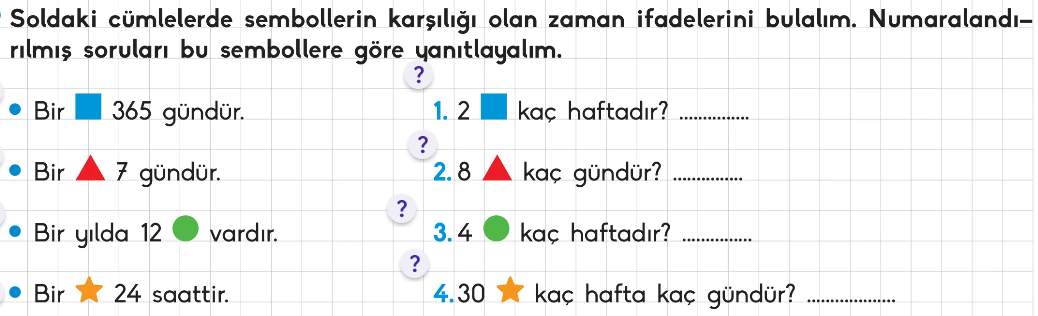 Soldaki cümlelerde sembollerin karşılığı olan zaman ifadelerini bulalım. Numaralandı-
rılmış soruları bu sembollere göre yanıtlayalım.
?
• Bir 365 gündür.
1. 2 kaç haftadır? ...............
?
• Bir 7 gündür.
2. 8 kaç gündür? ...............
?
• Bir yılda 12 vardır.
3. 4 kaç haftadır? ...............
?
• Bir 24 saattir.
4. 30 kaç hafta kaç gündür? ...................